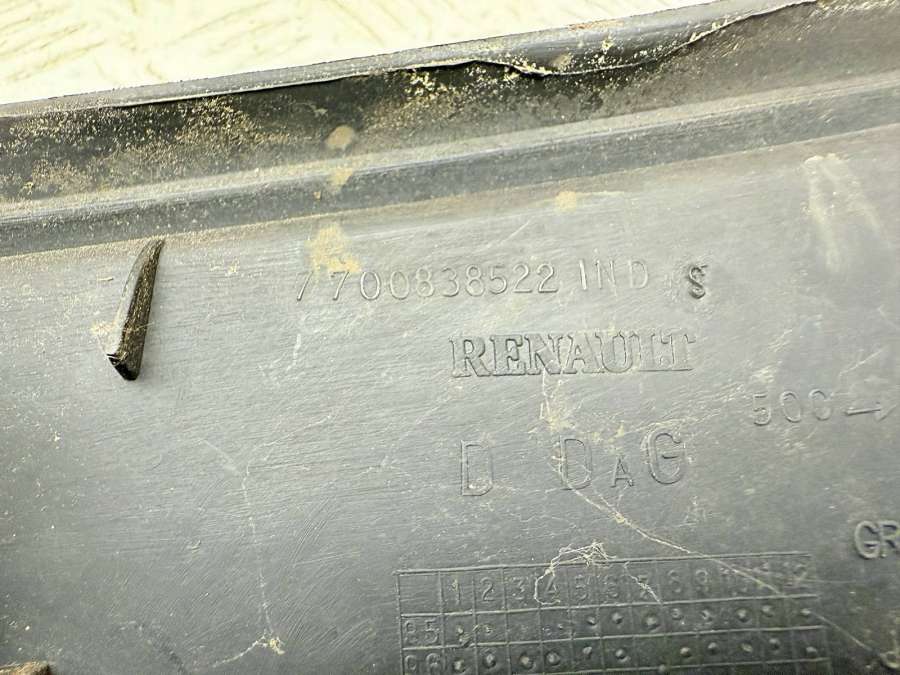 7700838522 IND S
RENAULT
500→
D DAG
GR
1 2 3 4 5 6 7 8 9 10 11 12
95
96